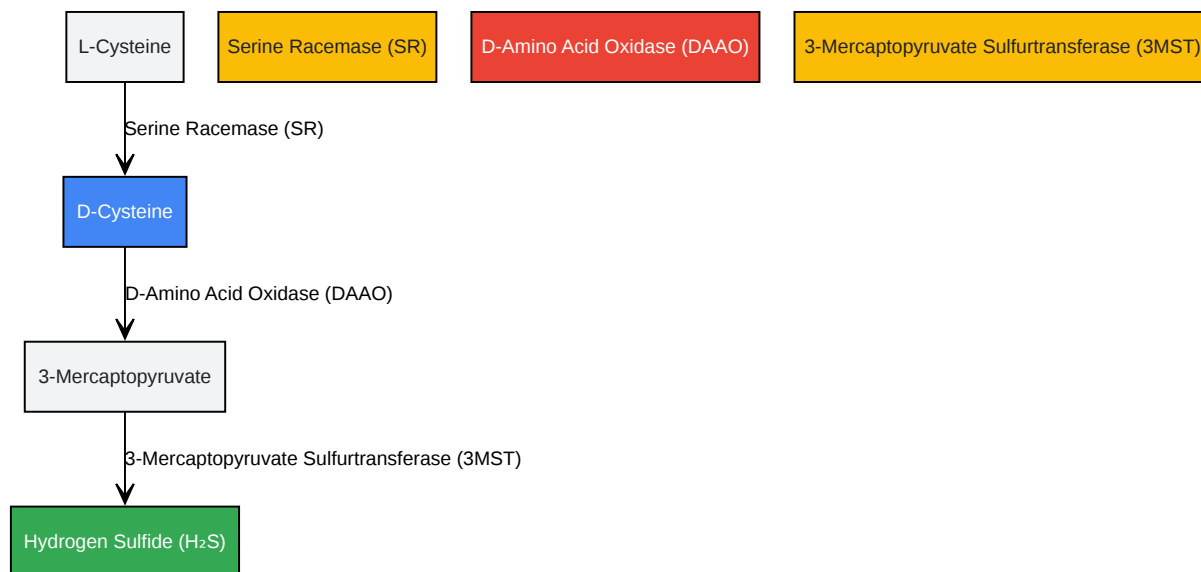 L-Cysteine
Serine Racemase (SR)
D-Amino Acid Oxidase (DAAO)
3-Mercaptopyruvate Sulfurtransferase (3MST)
Serine Racemase (SR)
D-Cysteine
D-Amino Acid Oxidase (DAAO)
3-Mercaptopyruvate
3-Mercaptopyruvate Sulfurtransferase (3MST)
Hydrogen Sulfide (H₂S)